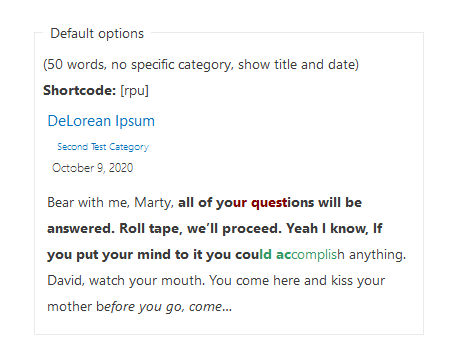 Default options
(50 words, no specific category, show title and date)
Shortcode: [rpu]
DeLorean Ipsum
Second Test Category
October 9, 2020
Bear with me, Marty, all of your questions will be
answered. Roll tape, we'll proceed. Yeah I know, If
you put your mind to it you could accomplish anything.
David, watch your mouth. You come here and kiss your
mother before you go, come...